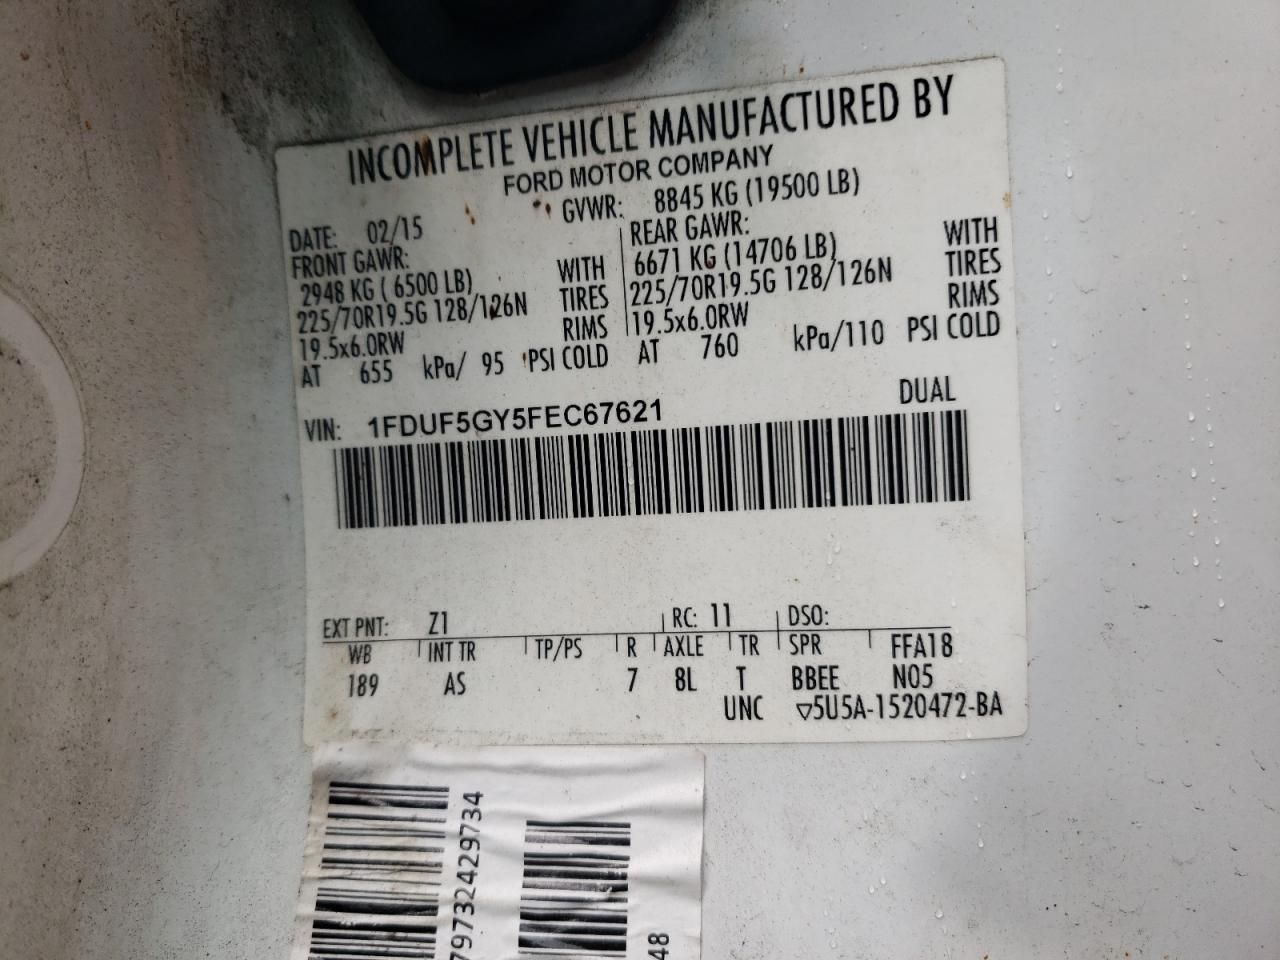 INCOMPLETE VEHICLE MANUFACTURED BY
FORD MOTOR COMPANY
DATE: 02/15 GVWR: 8845 KG (19500 LB)
FRONT GAWR: REAR GAWR:
2948 KG ( 6500 LB) WITH 6671 KG (14706 LB) WITH
225/70R19.5G 128/126N TIRES 225/70R19.5G 128/126N TIRES
19.5x6.0RW RIMS 19.5x6.0RW RIMS
AT 655 kPa/ 95 PSI COLD AT 760 kPa/110 PSI COLD
VIN: 1FDUF5GY5FEC67621 DUAL
EXT PNT: Z1 RC: 11 DSO:
WB INT TR TP/PS R AXLE TR SPR FFA18
189 AS 7 8L T BBEE N05
UNC ▽5U5A-1520472-BA
797324429734
48